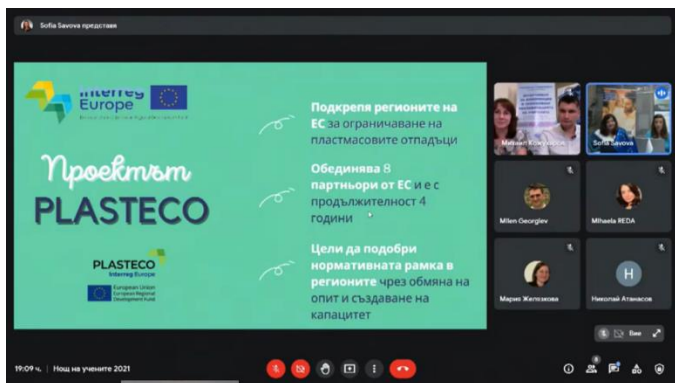 Sofia Savova представя
Interreg
Europe
Проектът
PLASTECO
PLASTECO
Interreg Europe
European Union
European Regional
Development Fund
Подкрепя регионите на
ЕС за ограничаване на
пластмасовите отпадъци
Обединява 8
партньори от ЕС и е с
продължителност 4
години
Цели да подобри
нормативната рамка в
регионите чрез обмяна на
опит и създаване на
капацитет
Михаил
Sofia Savova
Milen Georgiev
Mihaela REDA
Мария Железкова
H
Николай Атанасов
Вие
19:09 ч. | Нощ на учените 2021
8